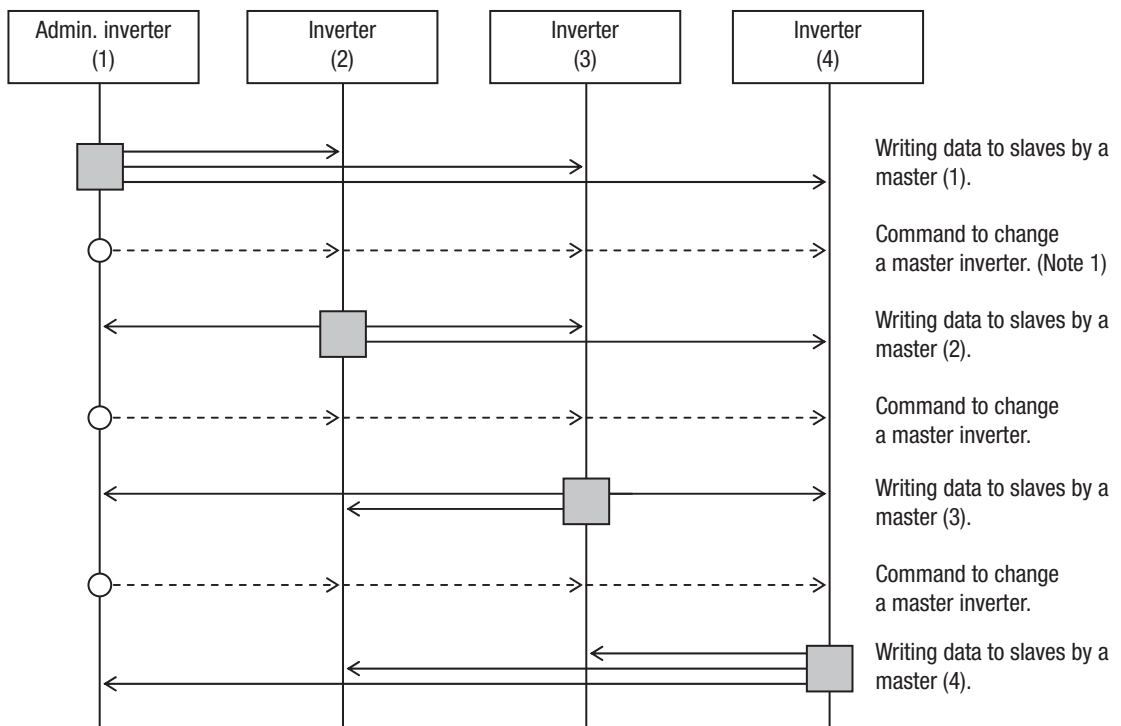 Admin. inverter
(1)
Inverter
(2)
Inverter
(3)
Inverter
(4)
Writing data to slaves by a
master (1).
Command to change
a master inverter. (Note 1)
Writing data to slaves by a
master (2).
Command to change
a master inverter.
Writing data to slaves by a
master (3).
Command to change
a master inverter.
Writing data to slaves by a
master (4).